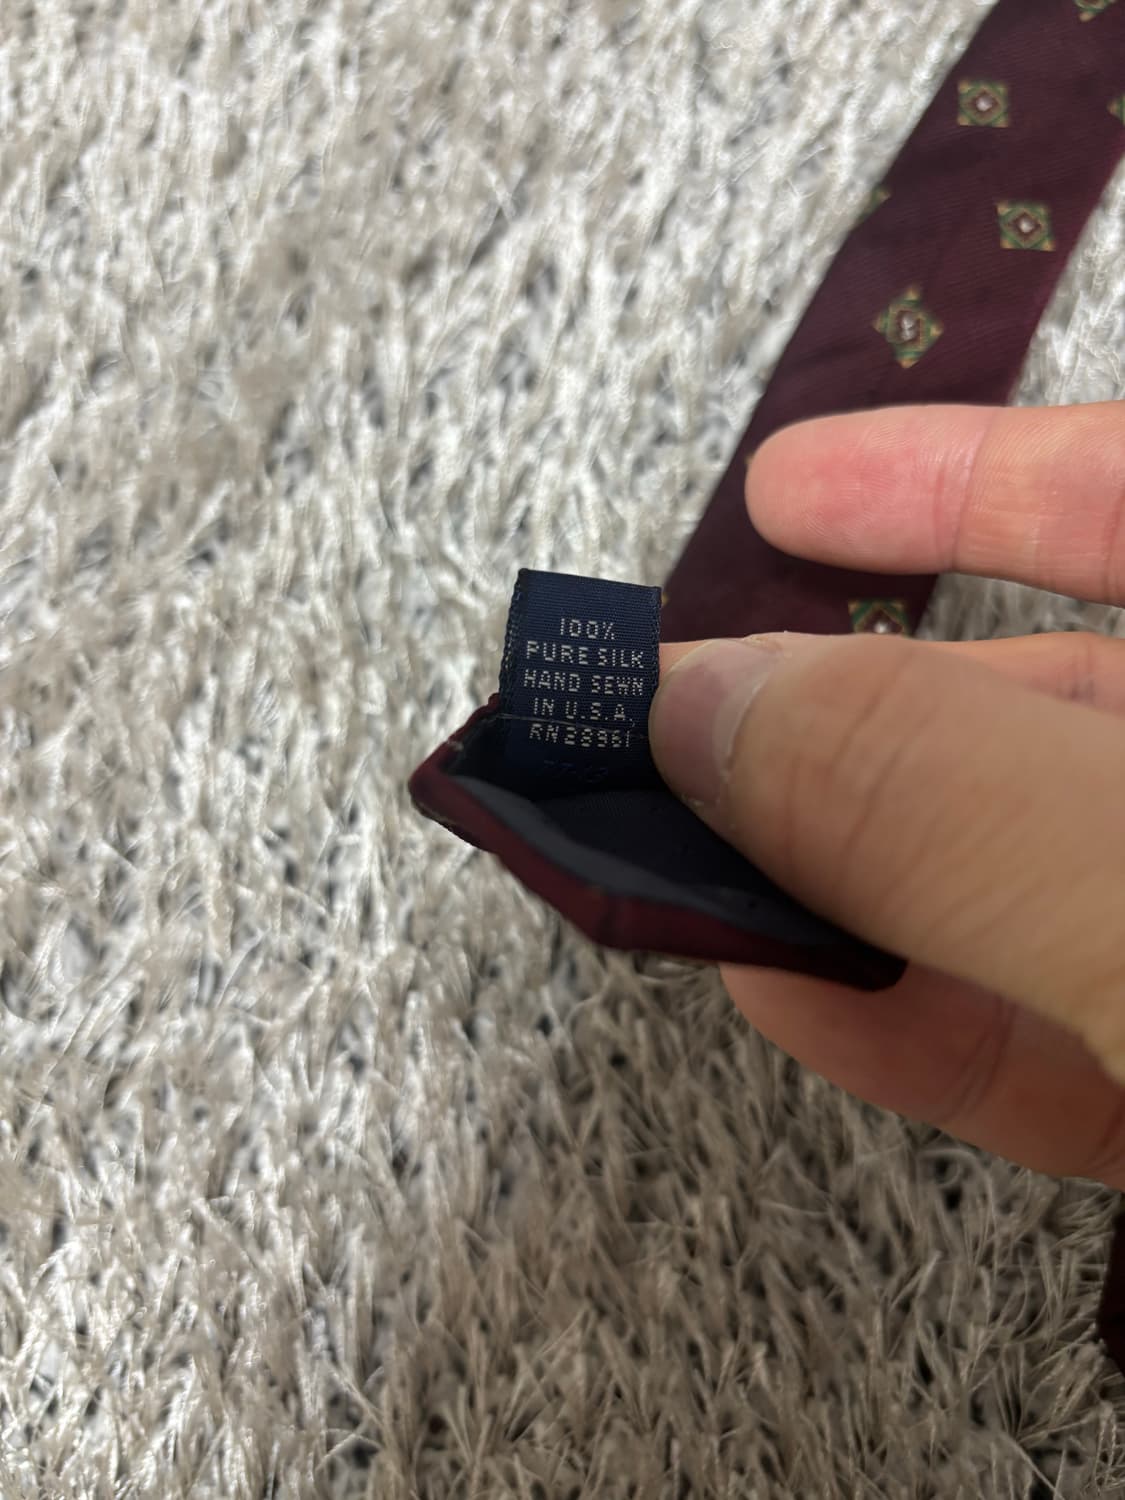 100%
PURE SILK
HAND SEWN
IN U.S.A.
RN28961